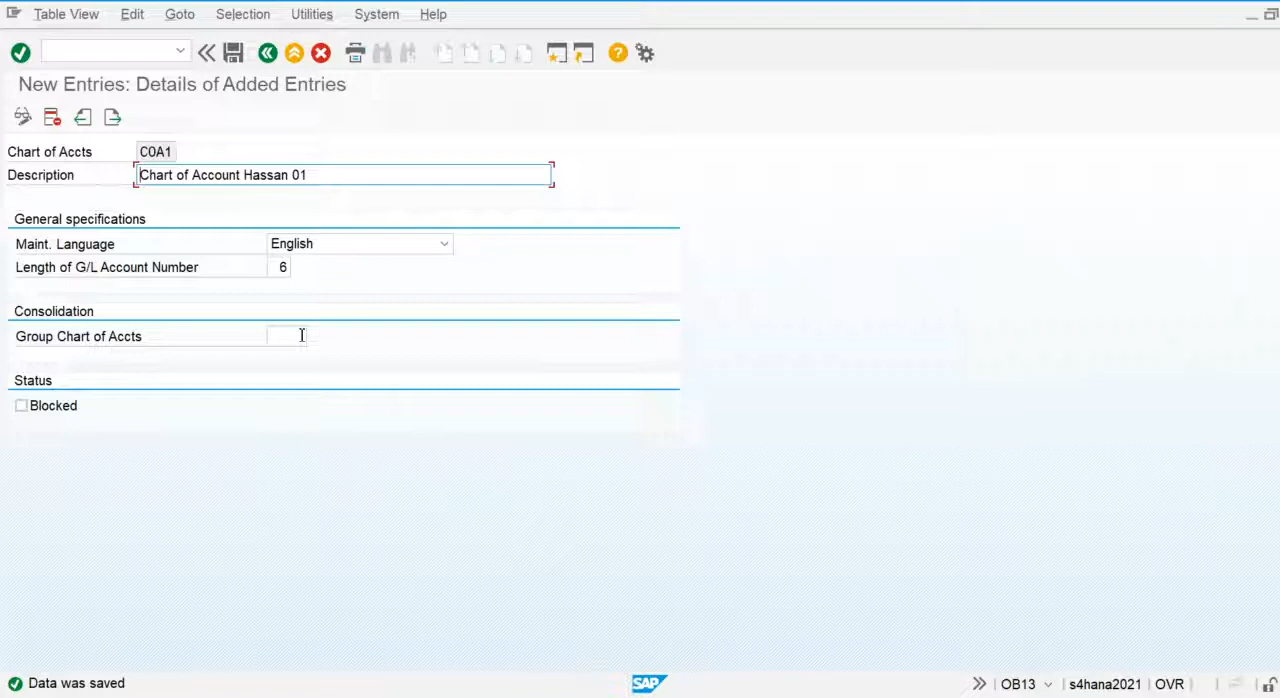 Table View Edit Goto Selection Utilities System Help
New Entries: Details of Added Entries
Chart of Accts COA1
Description Chart of Account Hassan 01
General specifications
Maint. Language English
Length of G/L Account Number 6
Consolidation
Group Chart of Accts
Status
Blocked
Data was saved SAP OB13 s4hana2021 OVR